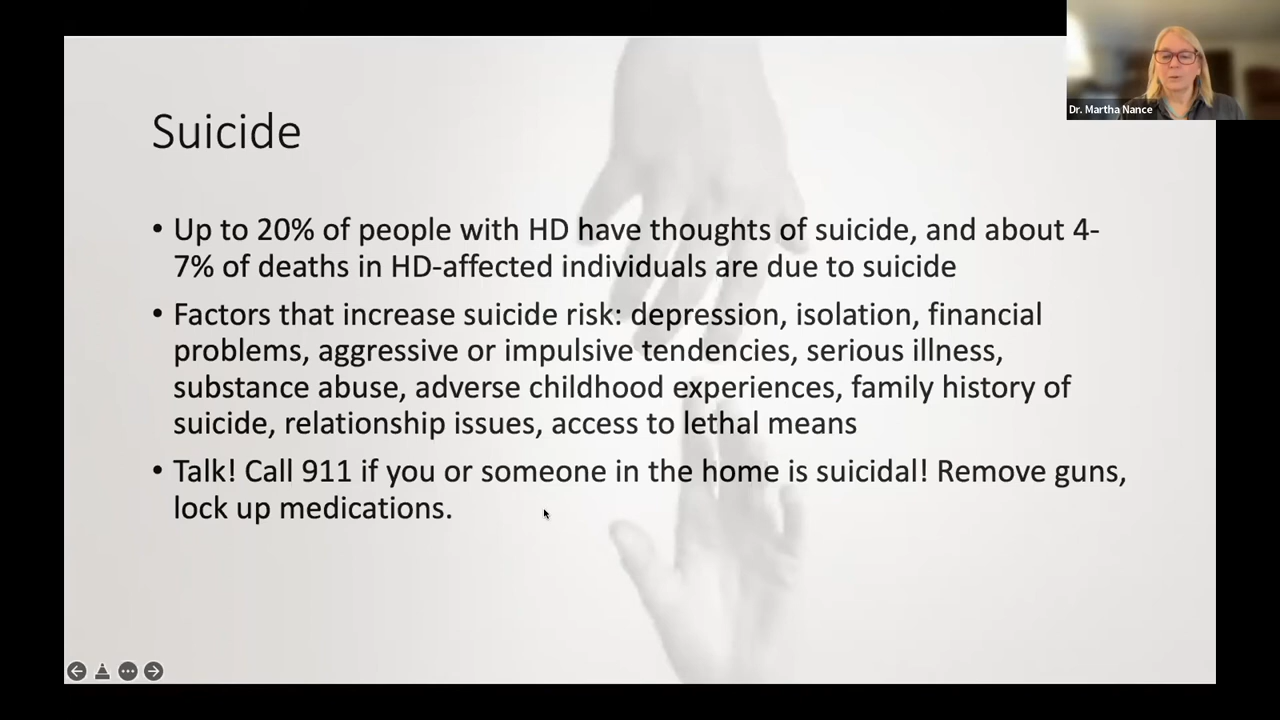 Dr. Martha Nance
Suicide
• Up to 20% of people with HD have thoughts of suicide, and about 4-
7% of deaths in HD-affected individuals are due to suicide
• Factors that increase suicide risk: depression, isolation, financial
problems, aggressive or impulsive tendencies, serious illness,
substance abuse, adverse childhood experiences, family history of
suicide, relationship issues, access to lethal means
• Talk! Call 911 if you or someone in the home is suicidal! Remove guns,
lock up medications.